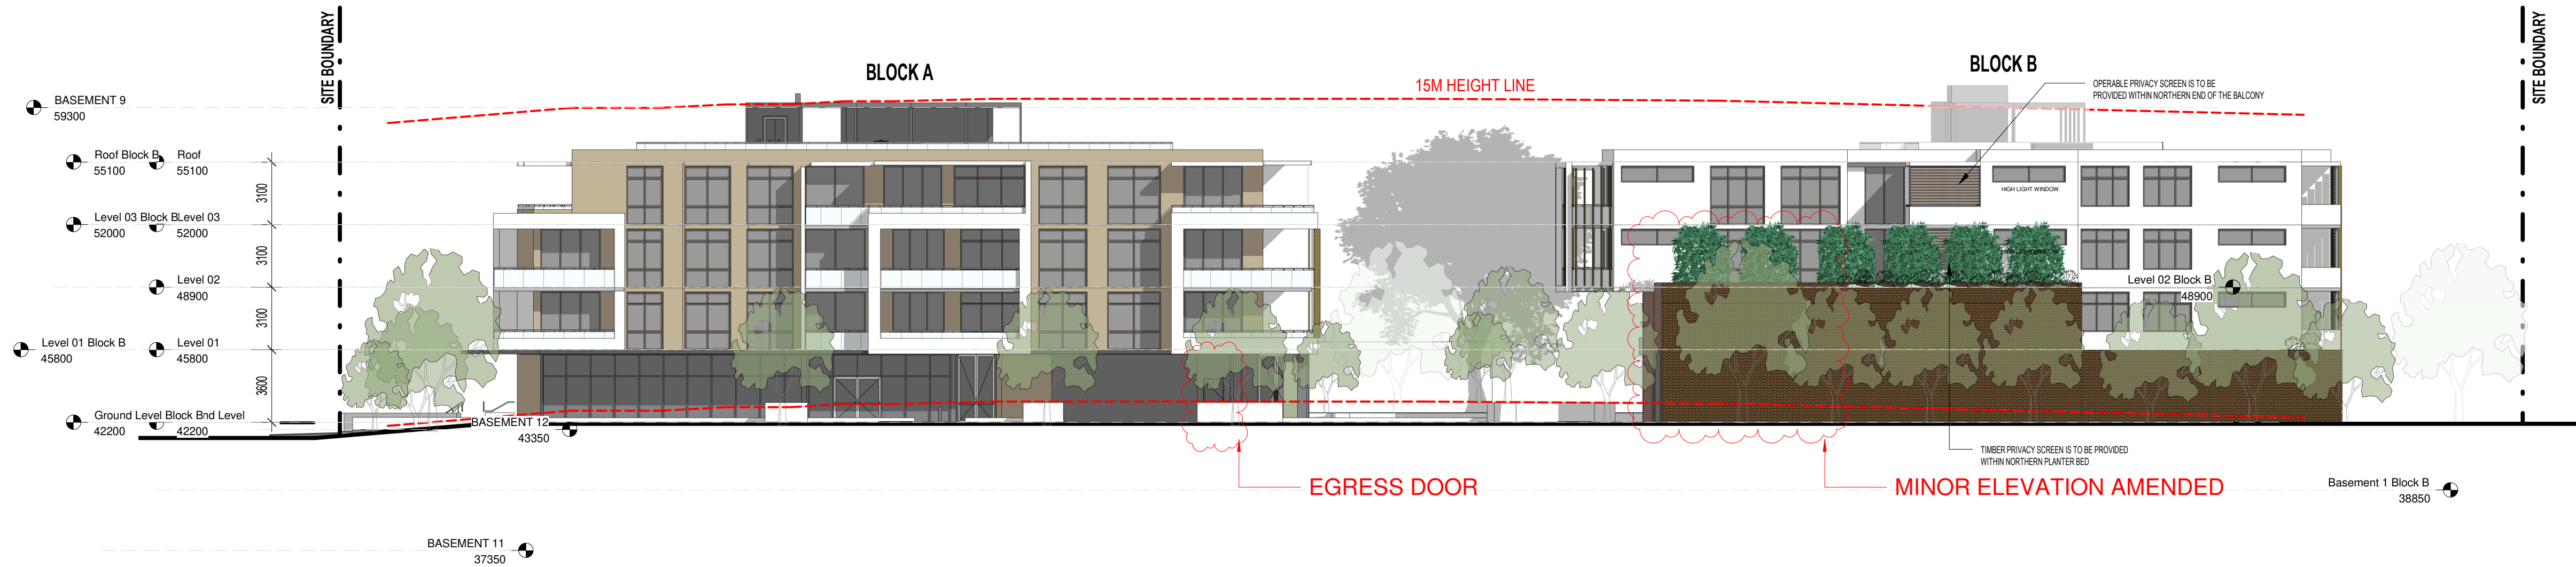 SITE BOUNDARY
BLOCK A
15M HEIGHT LINE
BLOCK B
SITE BOUNDARY
OPERABLE PRIVACY SCREEN IS TO BE
PROVIDED WITHIN NORTHERN END OF THE BALCONY
BASEMENT 9
59300
Roof Block B
55100
Roof
55100
3100
HIGH LIGHT WINDOW
Level 03 Block B
52000
Level 03
52000
3100
Level 02
48900
Level 02 Block B
48900
3100
Level 01 Block B
45800
Level 01
45800
3600
Ground Level Block B
42200
nd Level
42200
BASEMENT 12
43350
TIMBER PRIVACY SCREEN IS TO BE PROVIDED
WITHIN NORTHERN PLANTER BED
EGRESS DOOR
MINOR ELEVATION AMENDED
Basement 1 Block B
38850
BASEMENT 11
37350